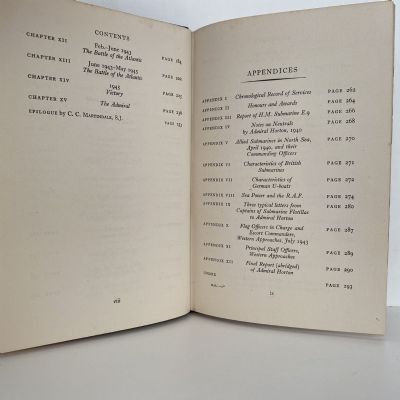 CONTENTS
CHAPTER XII
Feb.-June 1943
The Battle of the Atlantic PAGE 184
CHAPTER XIII
June 1943-May 1945
The Battle of the Atlantic PAGE 202
CHAPTER XIV
1945
Victory PAGE 225
CHAPTER XV
The Admiral PAGE 236
EPILOGUE by C. C. MARTINDALE, S.J. PAGE 255
viii
APPENDICES
APPENDIX I Chronological Record of Services PAGE 262
APPENDIX II Honours and Awards PAGE 264
APPENDIX III Report of H.M. Submarine E.9 PAGE 266
APPENDIX IV Notes on Neutrals PAGE 268
by Admiral Horton, 1940
APPENDIX V Allied Submarines in North Sea, PAGE 270
April, 1940, and their
Commanding Officers
APPENDIX VI Characteristics of British PAGE 271
Submarines
APPENDIX VII Characteristics of PAGE 272
German U-boats
APPENDIX VIII Sea Power and the R.A.F. PAGE 274
APPENDIX IX Three typical letters from PAGE 280
Captains of Submarine Flotillas
to Admiral Horton
APPENDIX X Flag Officers in Charge and PAGE 287
Escort Commanders,
Western Approaches, July 1943
APPENDIX XI Principal Staff Officers, PAGE 289
Western Approaches
APPENDIX XII Final Report (abridged) PAGE 290
of Admiral Horton
INDEX PAGE 293
ix